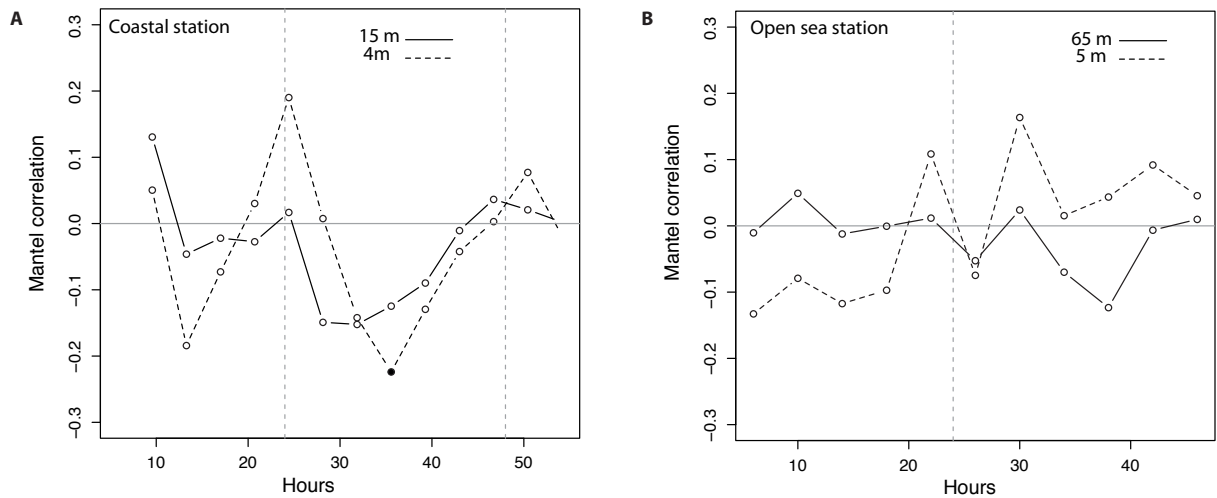 A
Coastal station
15 m
4m
Mantel correlation
0.3
0.2
0.1
0.0
−0.1
−0.2
−0.3
10
20
30
40
50
Hours
B
Open sea station
65 m
5 m
Mantel correlation
0.3
0.2
0.1
0.0
−0.1
−0.2
−0.3
10
20
30
40
Hours